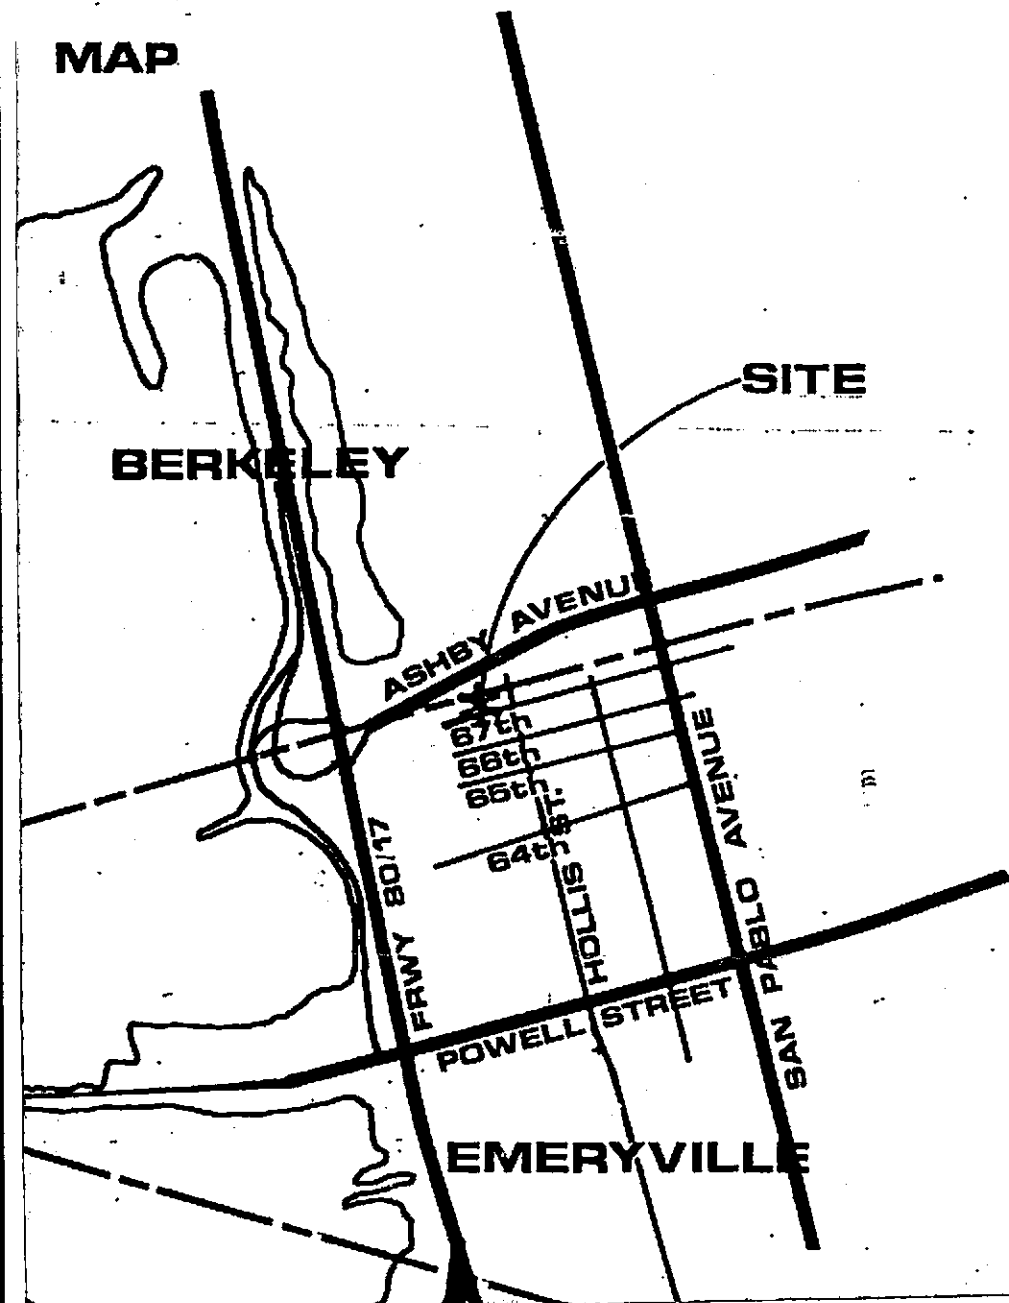 MAP
SITE
BERKELEY
ASHBY AVENUE
67th
66th
65th
64th
HOLLIS ST.
FRWY 80/17
SAN PABLO AVENUE
POWELL STREET
EMERYVILLE